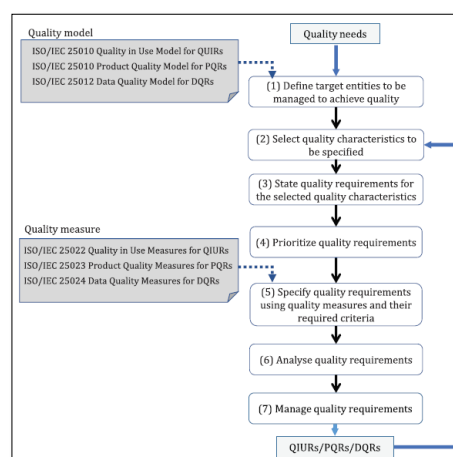 Quality model
ISO/IEC 25010 Quality in Use Model for QUIRs
ISO/IEC 25010 Product Quality Model for PQRs
ISO/IEC 25012 Data Quality Model for DQRs
Quality needs
(1) Define target entities to be
managed to achieve quality
(2) Select quality characteristics to
be specified
(3) State quality requirements for
the selected quality characteristics
Quality measure
ISO/IEC 25022 Quality in Use Measures for QIURs
ISO/IEC 25023 Product Quality Measures for PQRs
ISO/IEC 25024 Data Quality Measures for DQRs
(4) Prioritize quality requirements
(5) Specify quality requirements
using quality measures and their
required criteria
(6) Analyse quality requirements
(7) Manage quality requirements
QIURs/PQRs/DQRs